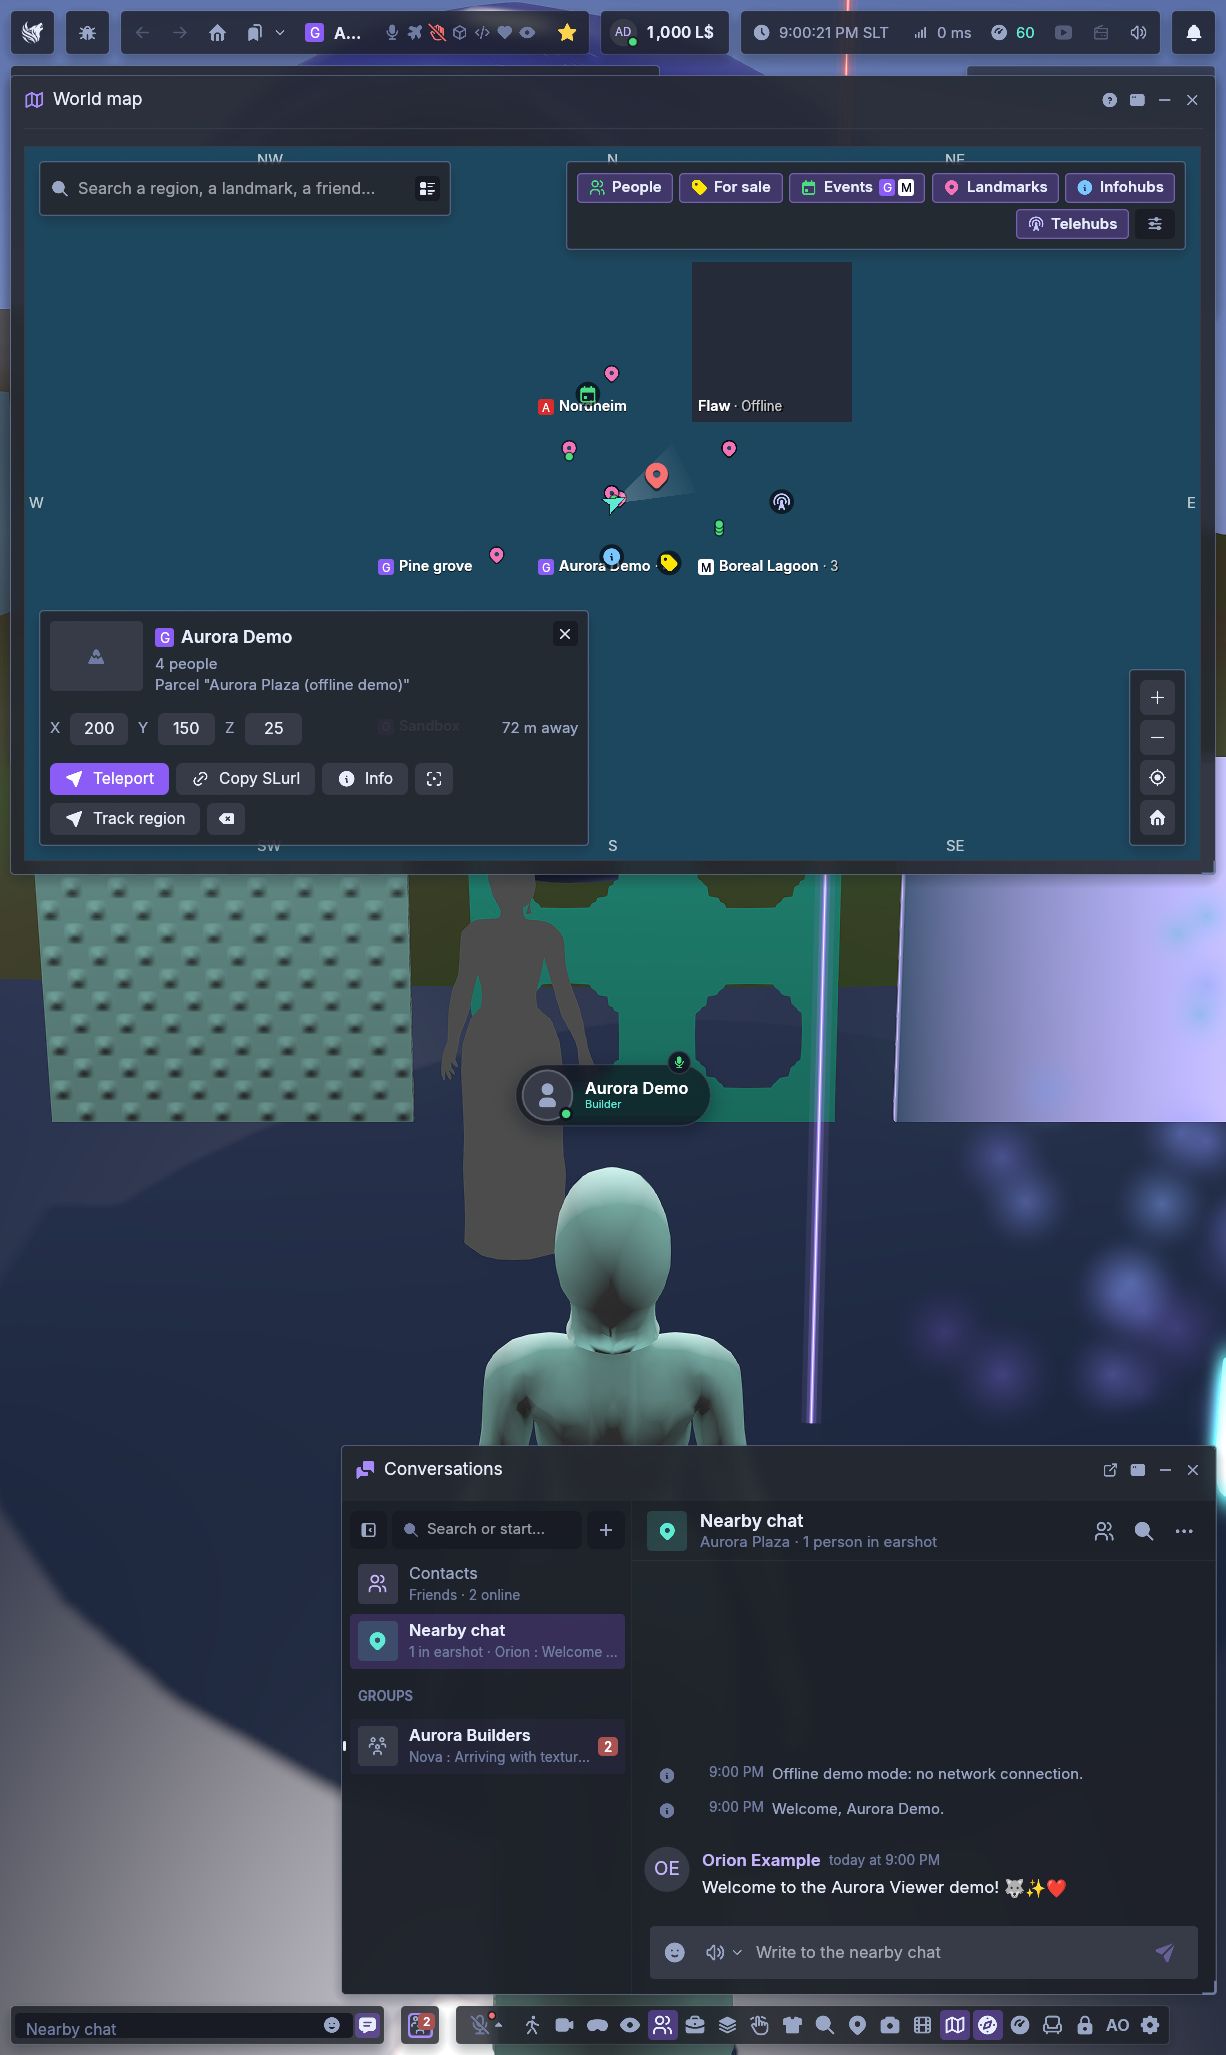 G A... AD 1,000 L$ 9:00:21 PM SLT 0 ms 60
World map
NW N NE
Search a region, a landmark, a friend...
People For sale Events G M Landmarks Infohubs
Telehubs
A Nordheim
Flaw · Offline
W E
G Pine grove G Aurora Demo · M Boreal Lagoon · 3
G Aurora Demo
4 people
Parcel "Aurora Plaza (offline demo)"
X 200 Y 150 Z 25 G Sandbox 72 m away
Teleport Copy SLurl Info
Track region
SW S SE
Aurora Demo
Builder
Conversations
Search or start...
Nearby chat
Aurora Plaza · 1 person in earshot
Contacts
Friends · 2 online
Nearby chat
1 in earshot · Orion : Welcome ...
GROUPS
Aurora Builders
Nova : Arriving with textur... 2
9:00 PM Offline demo mode: no network connection.
9:00 PM Welcome, Aurora Demo.
OE Orion Example today at 9:00 PM
Welcome to the Aurora Viewer demo! 🐺✨❤️
Write to the nearby chat
Nearby chat 2 AO